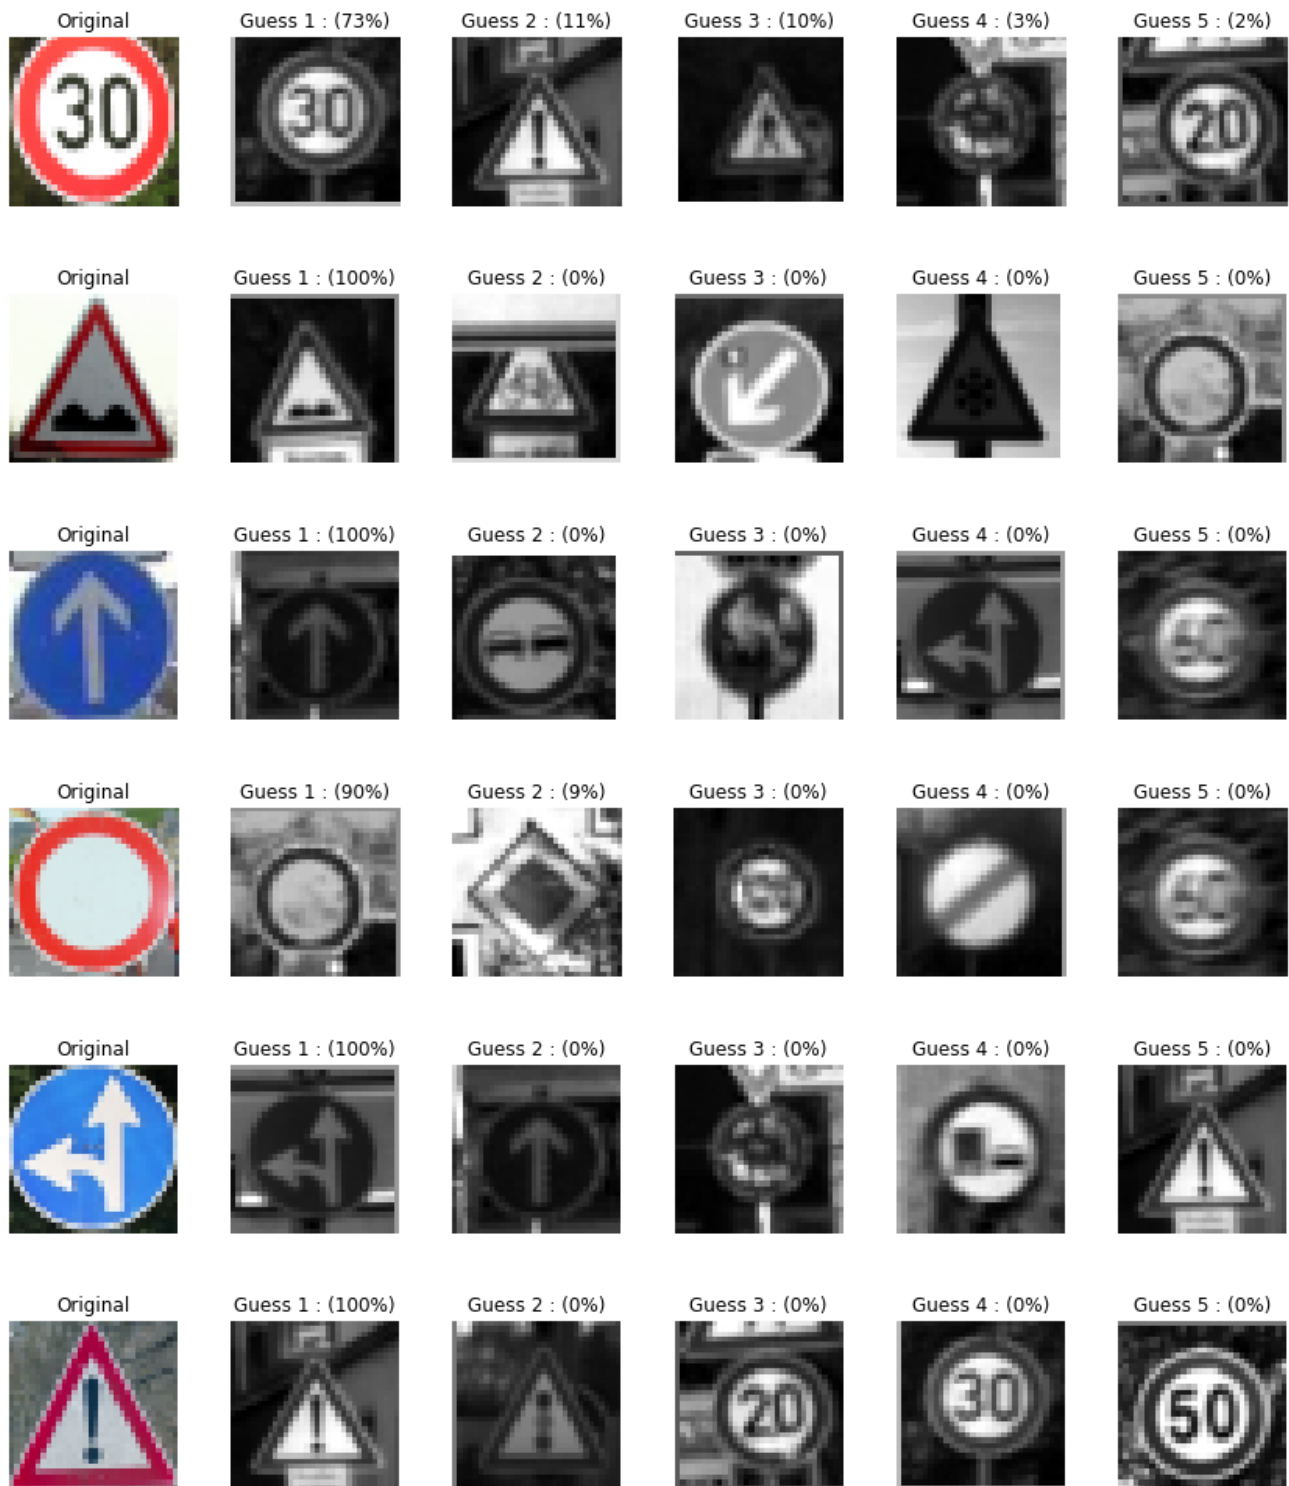 Original Guess 1 : (73%) Guess 2 : (11%) Guess 3 : (10%) Guess 4 : (3%) Guess 5 : (2%)
30 30 20
Original Guess 1 : (100%) Guess 2 : (0%) Guess 3 : (0%) Guess 4 : (0%) Guess 5 : (0%)
Original Guess 1 : (100%) Guess 2 : (0%) Guess 3 : (0%) Guess 4 : (0%) Guess 5 : (0%)
Original Guess 1 : (90%) Guess 2 : (9%) Guess 3 : (0%) Guess 4 : (0%) Guess 5 : (0%)
Original Guess 1 : (100%) Guess 2 : (0%) Guess 3 : (0%) Guess 4 : (0%) Guess 5 : (0%)
Original Guess 1 : (100%) Guess 2 : (0%) Guess 3 : (0%) Guess 4 : (0%) Guess 5 : (0%)
20 30 50